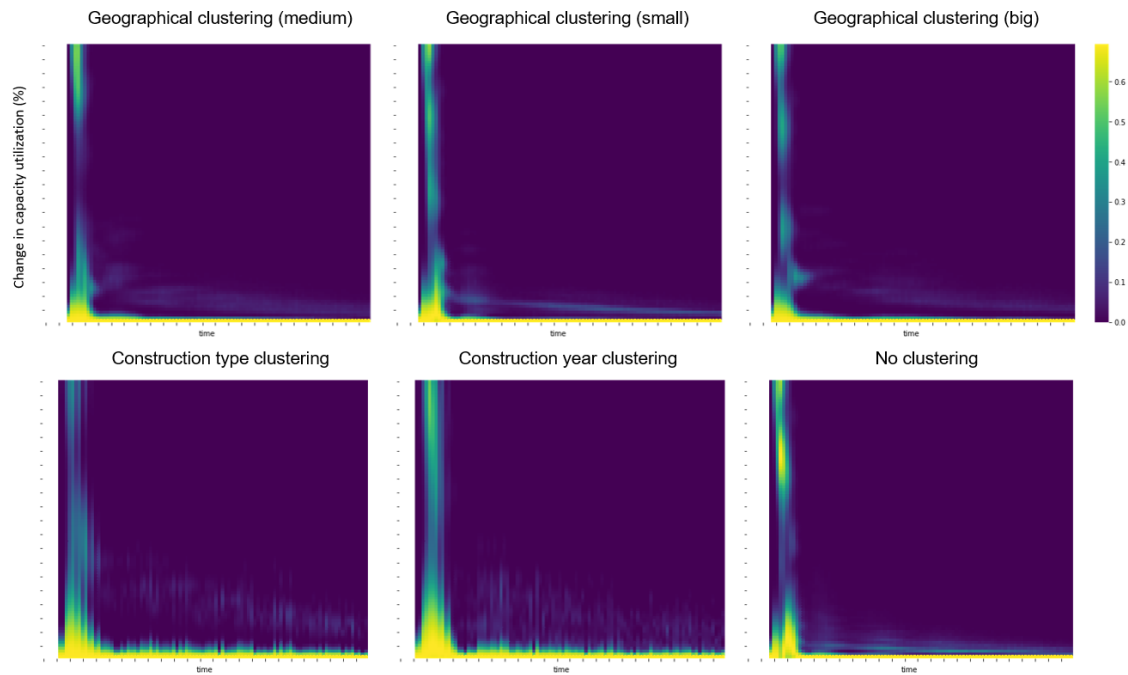 Geographical clustering (medium)
Geographical clustering (small)
Geographical clustering (big)
Change in capacity utilization (%)
0.6
0.5
0.4
0.3
0.2
0.1
0.0
time
time
time
Construction type clustering
Construction year clustering
No clustering
time
time
time